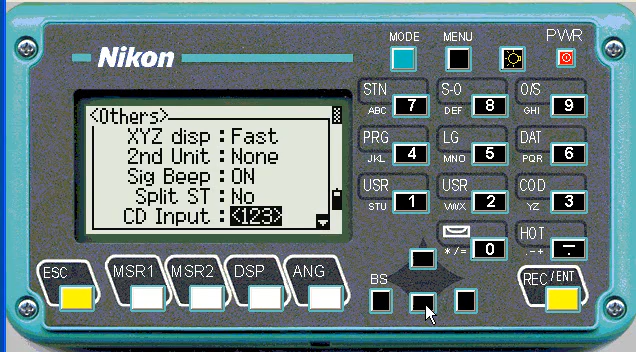 MODE MENU PWR
Nikon
STN S-O O/S
ABC 7 DEF 8 GHI 9
<Others>
XYZ disp : Fast
2nd Unit : None
Sig Beep : ON
Split ST : No
CD Input : <123>
PRG LG DAT
JKL 4 MNO 5 PQR 6
USR USR COD
STU 1 VWX 2 YZ 3
HOT
*/= 0 .-+ —.
ESC MSR1 MSR2 DSP ANG BS REC/ENT